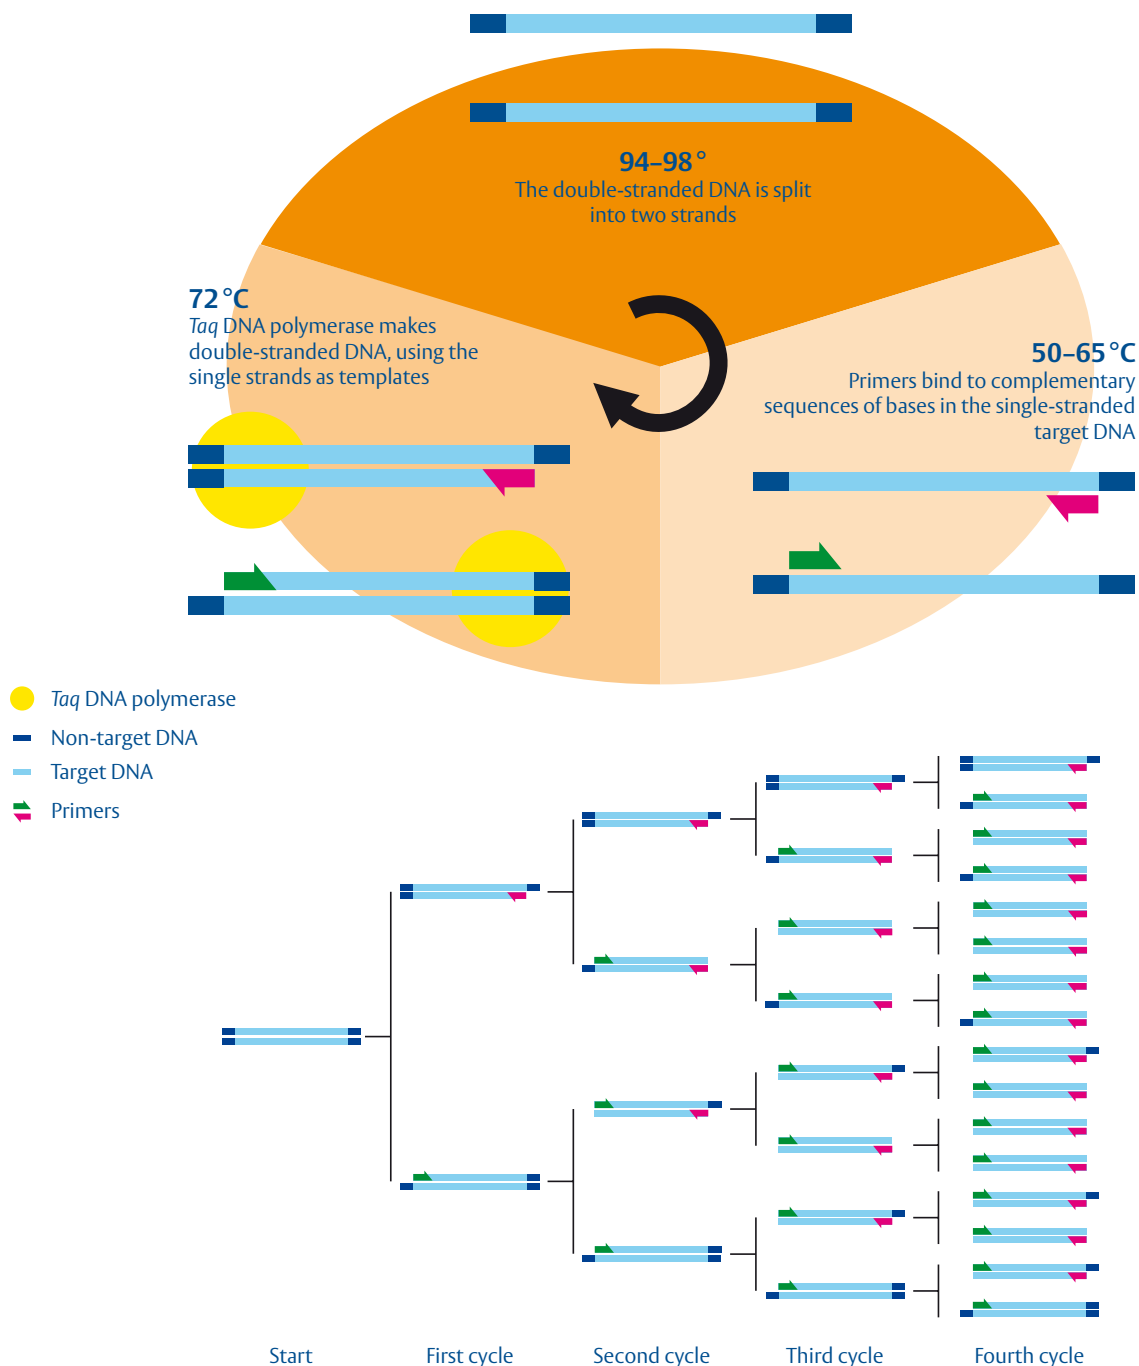 94–98 °
The double-stranded DNA is split
into two strands
72 °C
Taq DNA polymerase makes
double-stranded DNA, using the
single strands as templates
50–65 °C
Primers bind to complementary
sequences of bases in the single-stranded
target DNA
Taq DNA polymerase
Non-target DNA
Target DNA
Primers
Start
First cycle
Second cycle
Third cycle
Fourth cycle